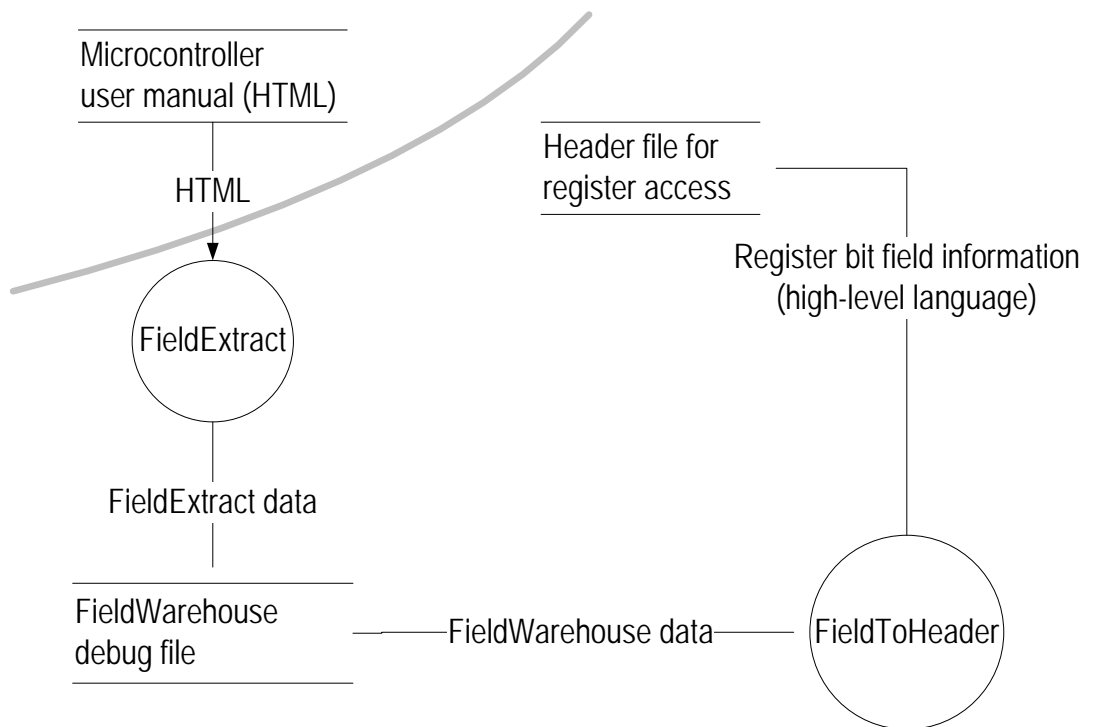 Microcontroller
user manual (HTML)
HTML
FieldExtract
FieldExtract data
FieldWarehouse
debug file
FieldWarehouse data
FieldToHeader
Register bit field information
(high-level language)
Header file for
register access